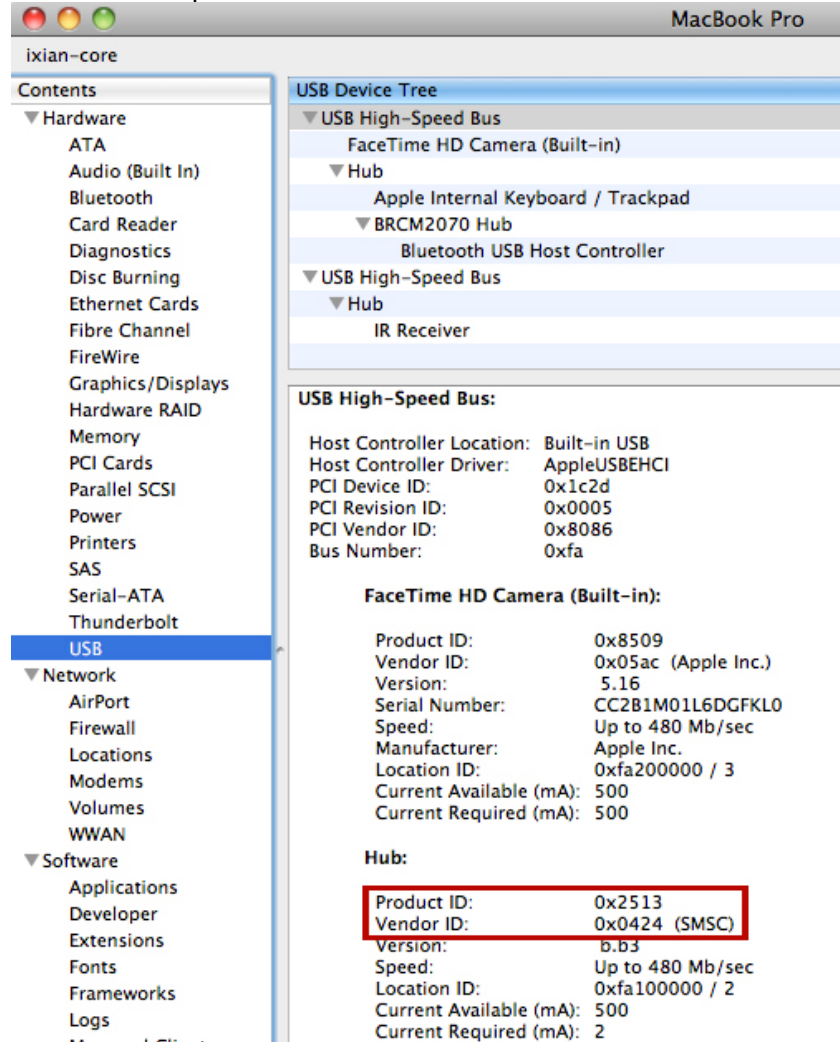 MacBook Pro
ixian-core
Contents
Hardware
ATA
Audio (Built In)
Bluetooth
Card Reader
Diagnostics
Disc Burning
Ethernet Cards
Fibre Channel
FireWire
Graphics/Displays
Hardware RAID
Memory
PCI Cards
Parallel SCSI
Power
Printers
SAS
Serial-ATA
Thunderbolt
USB
Network
AirPort
Firewall
Locations
Modems
Volumes
WWAN
Software
Applications
Developer
Extensions
Fonts
Frameworks
Logs
USB Device Tree
USB High-Speed Bus
FaceTime HD Camera (Built-in)
Hub
Apple Internal Keyboard / Trackpad
BRCM2070 Hub
Bluetooth USB Host Controller
USB High-Speed Bus
Hub
IR Receiver
USB High-Speed Bus:
Host Controller Location: Built-in USB
Host Controller Driver: AppleUSBEHCI
PCI Device ID: 0x1c2d
PCI Revision ID: 0x0005
PCI Vendor ID: 0x8086
Bus Number: 0xfa
FaceTime HD Camera (Built-in):
Product ID: 0x8509
Vendor ID: 0x05ac (Apple Inc.)
Version: 5.16
Serial Number: CC2B1M01L6DGFKL0
Speed: Up to 480 Mb/sec
Manufacturer: Apple Inc.
Location ID: 0xfa200000 / 3
Current Available (mA): 500
Current Required (mA): 500
Hub:
Product ID: 0x2513
Vendor ID: 0x0424 (SMSC)
Version: b.b3
Speed: Up to 480 Mb/sec
Location ID: 0xfa100000 / 2
Current Available (mA): 500
Current Required (mA): 2